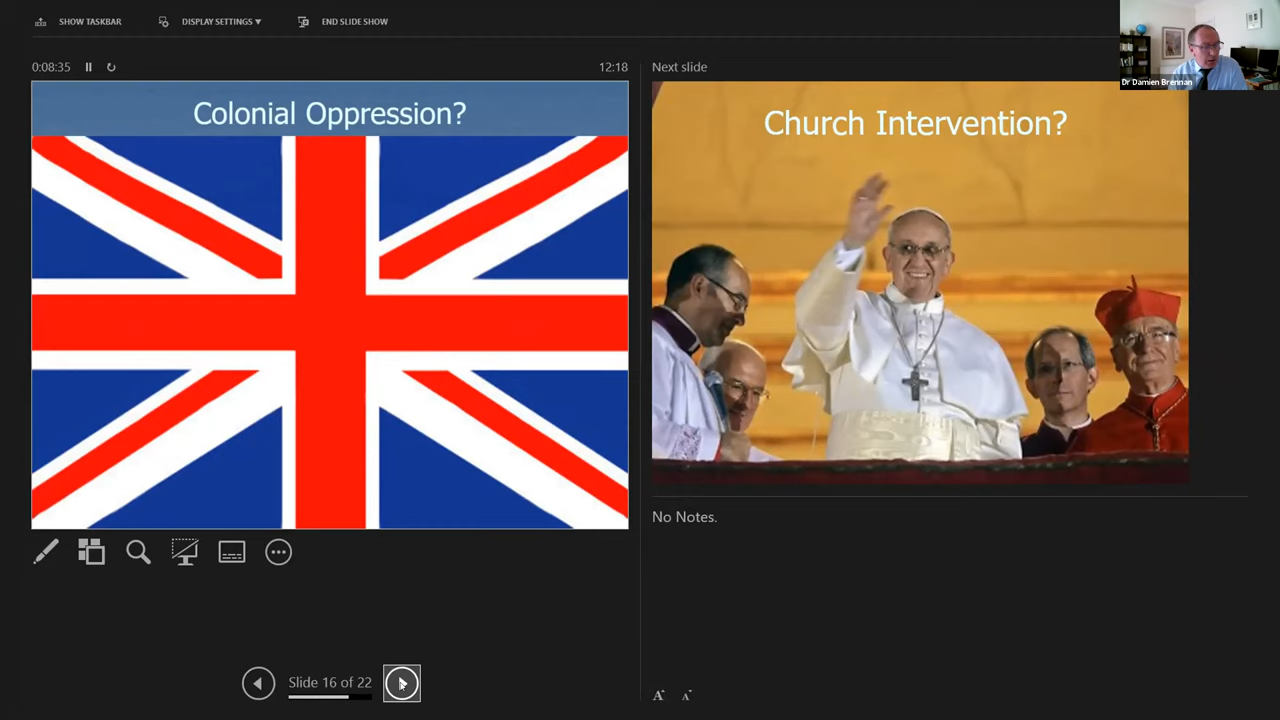 SHOW TASKBAR
DISPLAY SETTINGS ▼
END SLIDE SHOW
0:08:35
12:18
Next slide
Dr Damien Brennan
Colonial Oppression?
Church Intervention?
No Notes.
Slide 16 of 22
A A